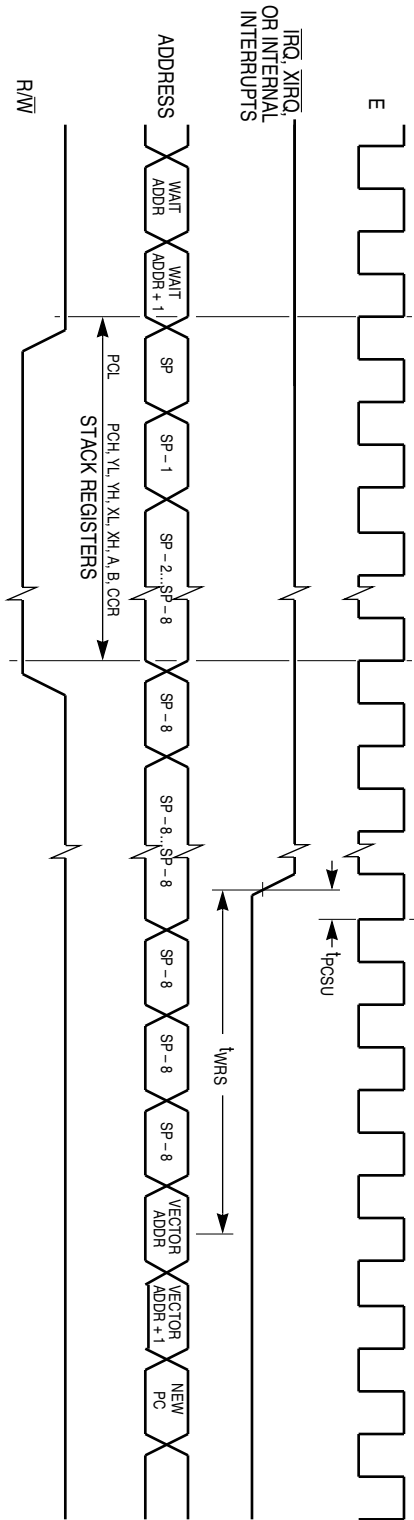 E
IRQ, XIRQ,
OR INTERNAL
INTERRUPTS
tPCSU
tWRS
ADDRESS
WAIT
ADDR
WAIT
ADDR + 1
SP
SP – 1
SP – 2...SP – 8
SP – 8
SP – 8...SP – 8
SP – 8
SP – 8
SP – 8
VECTOR
ADDR
VECTOR
ADDR + 1
NEW
PC
PCL
PCH, YL, YH, XL, XH, A, B, CCR
STACK REGISTERS
R/W